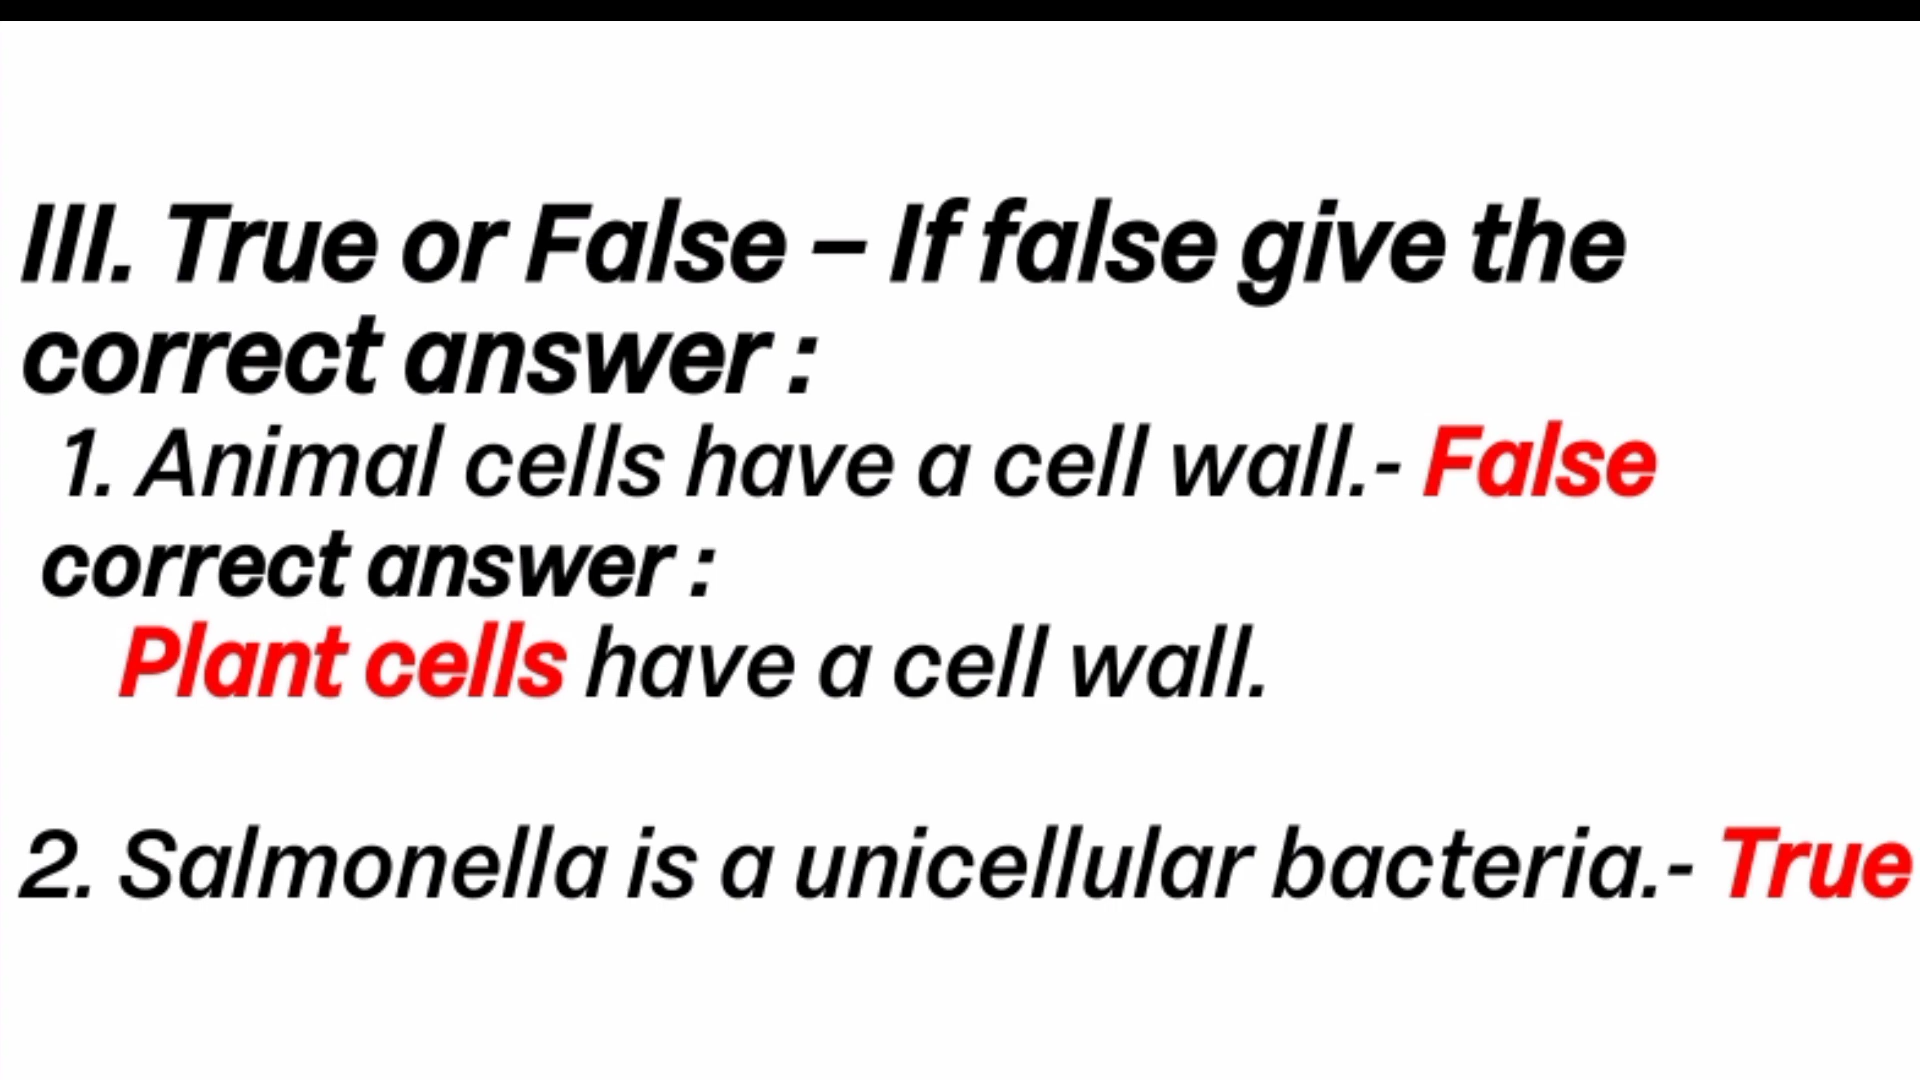 III. True or False – If false give the
correct answer :
1. Animal cells have a cell wall.- False
correct answer :
Plant cells have a cell wall.
2. Salmonella is a unicellular bacteria.- True